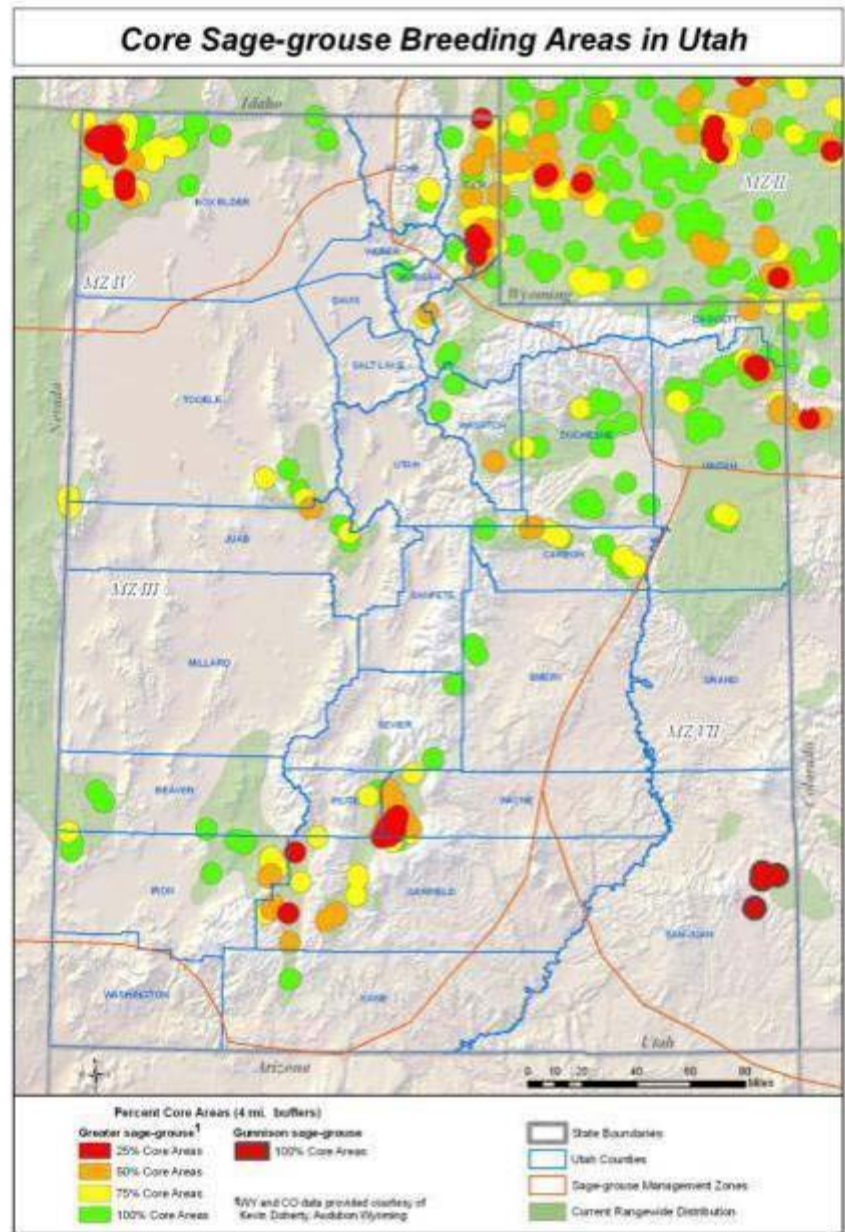 Core Sage-grouse Breeding Areas in Utah
Idaho
CACHE
RICH
MZ II
BOX ELDER
WEBER
MZ IV
Wyoming
DAVIS
DAGGETT
SALT LAKE
Nevada
TOOELE
WASATCH
DUCHESNE
UTAH
UINTAH
JUAB
CARBON
MZ III
SANPETE
MILLARD
EMERY
GRAND
SEVIER
MZ VII
Colorado
BEAVER
PIUTE
WAYNE
IRON
GARFIELD
SAN JUAN
WASHINGTON
KANE
Utah
Arizona
0 10 20 40 60 80
Miles
Percent Core Areas (4 mi. buffers)
Greater sage-grouse1
25% Core Areas
50% Core Areas
75% Core Areas
100% Core Areas
Gunnison sage-grouse
100% Core Areas
1WY and CO data provided courtesy of
Kevin Doherty, Audubon Wyoming
State Boundaries
Utah Counties
Sage-grouse Management Zones
Current Rangewide Distribution